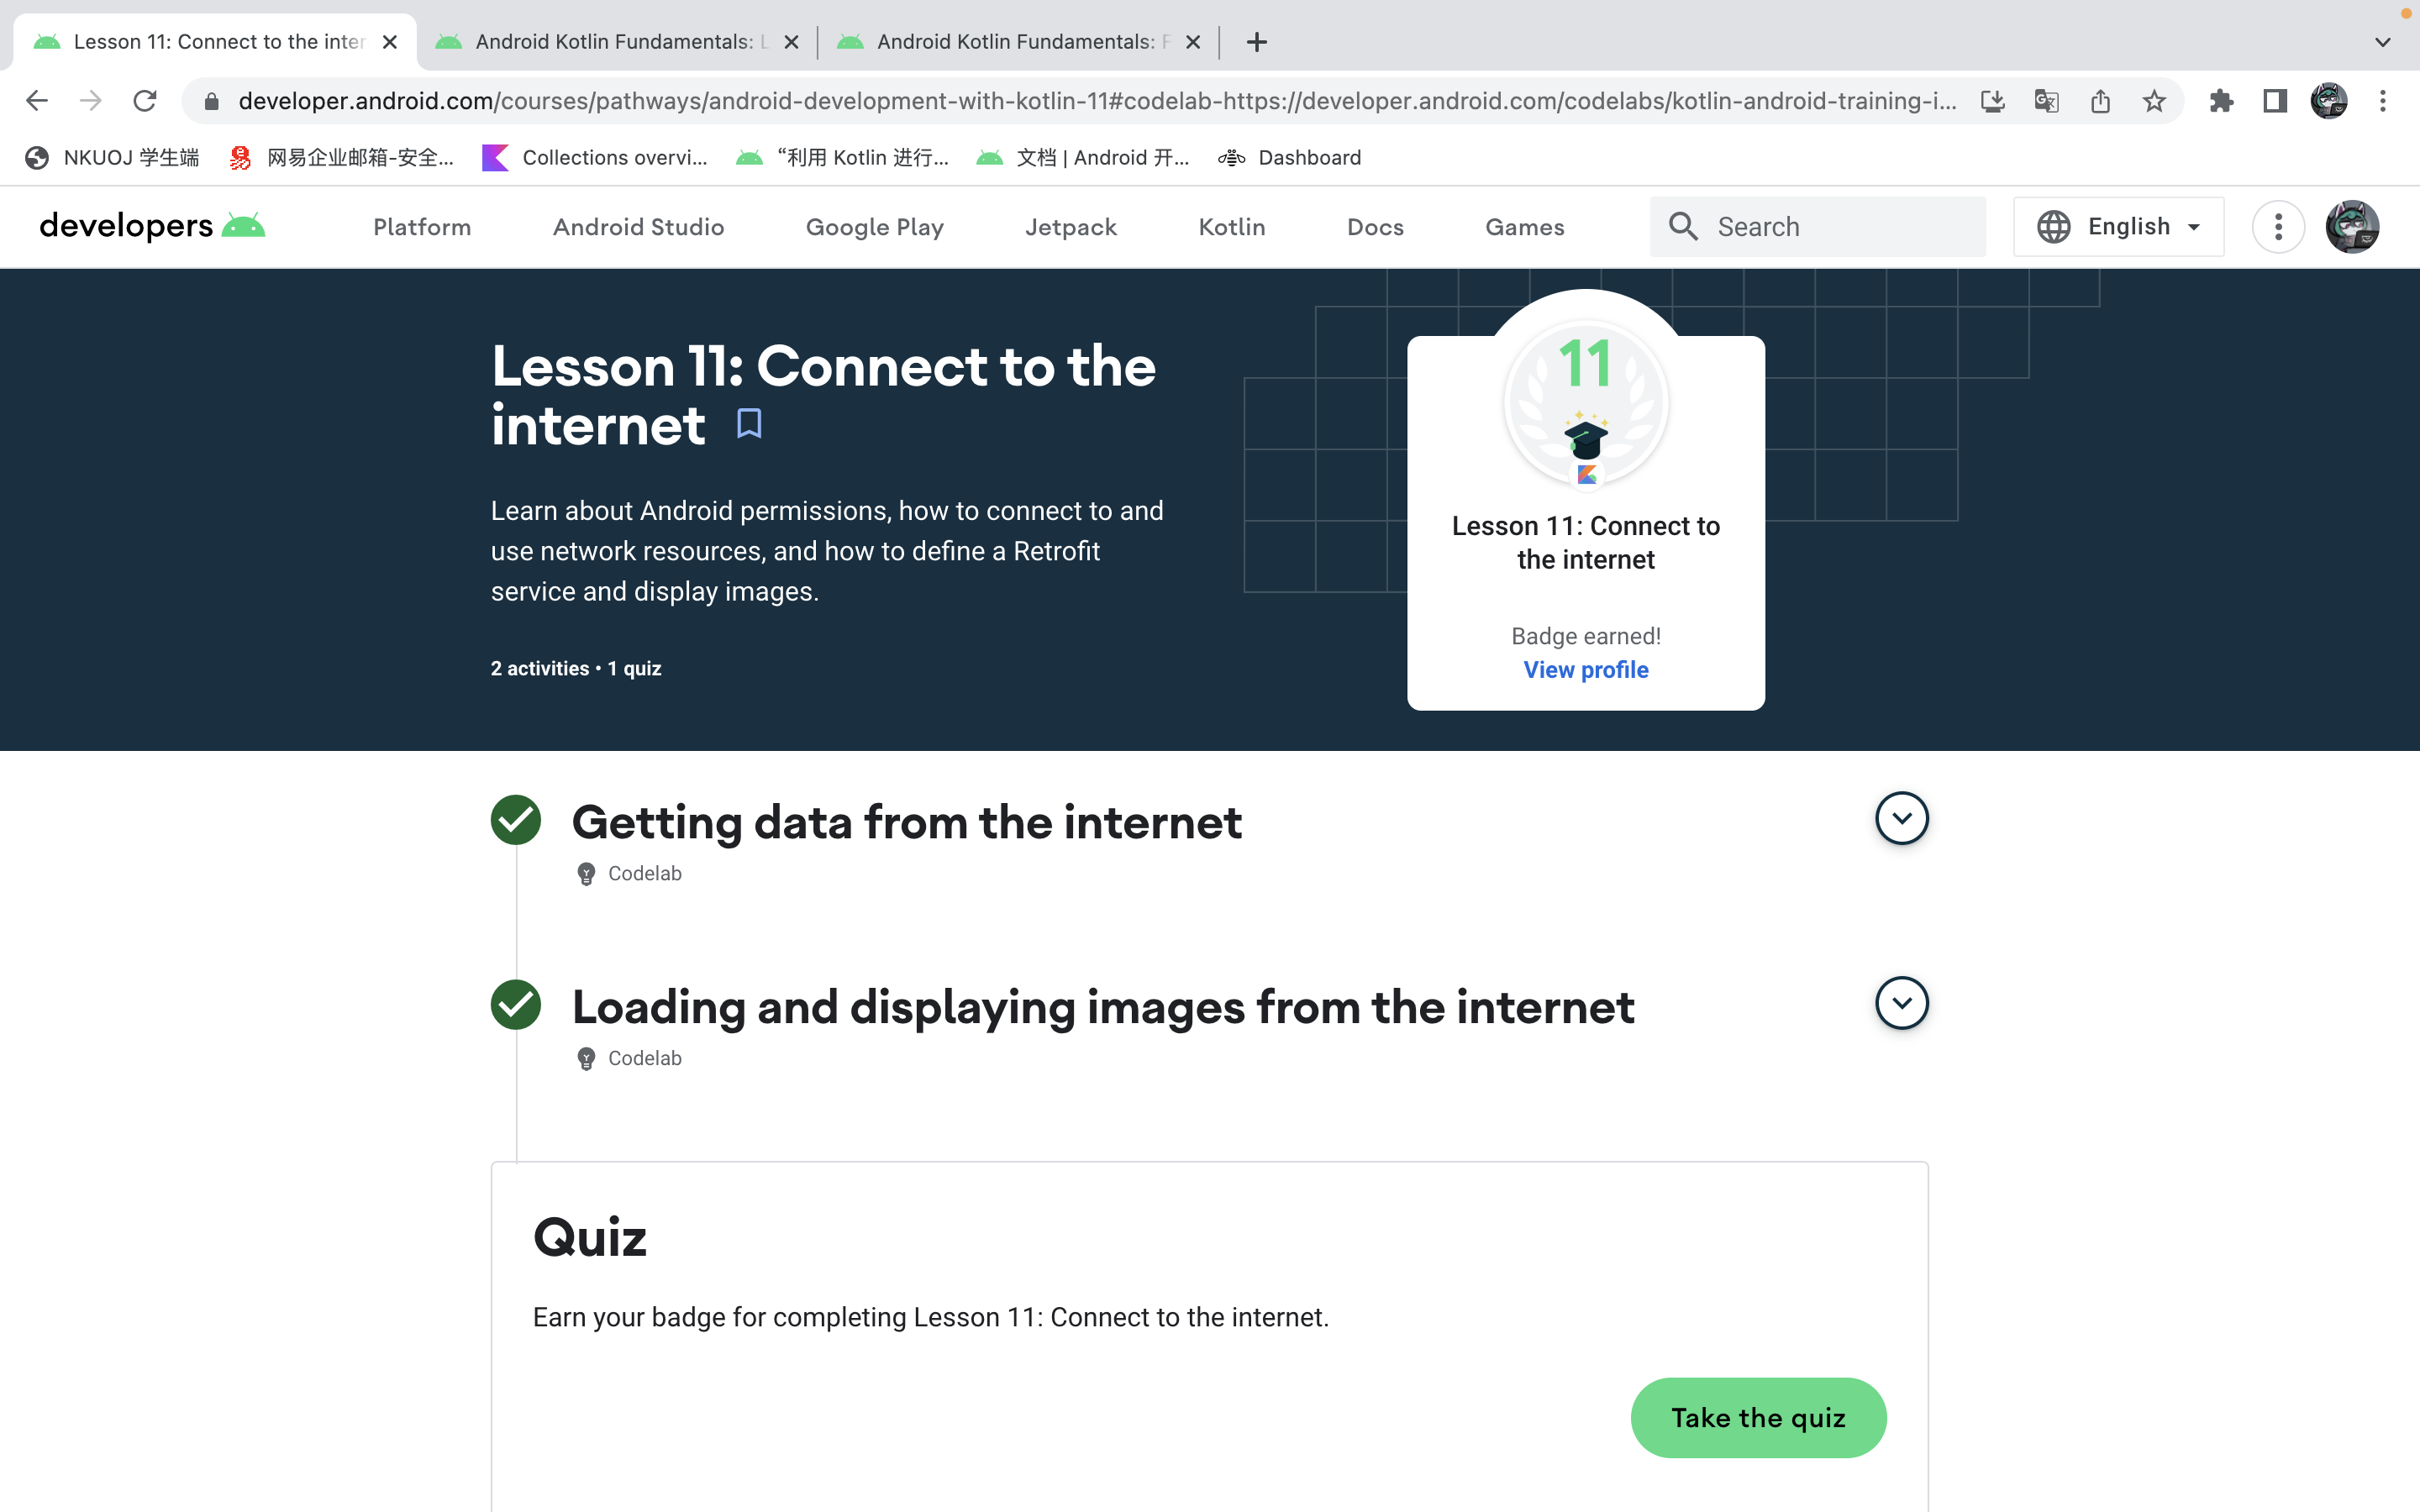 Lesson 11: Connect to the inter
Android Kotlin Fundamentals: L
Android Kotlin Fundamentals: F
developer.android.com/courses/pathways/android-development-with-kotlin-11#codelab-https://developer.android.com/codelabs/kotlin-android-training-i...
NKUOJ 学生端
网易企业邮箱-安全...
Collections overvi...
“利用 Kotlin 进行...
文档 | Android 开...
Dashboard
developers
Platform
Android Studio
Google Play
Jetpack
Kotlin
Docs
Games
Search
English
Lesson 11: Connect to the
internet
Learn about Android permissions, how to connect to and
use network resources, and how to define a Retrofit
service and display images.
2 activities • 1 quiz
11
Lesson 11: Connect to
the internet
Badge earned!
View profile
Getting data from the internet
Codelab
Loading and displaying images from the internet
Codelab
Quiz
Earn your badge for completing Lesson 11: Connect to the internet.
Take the quiz